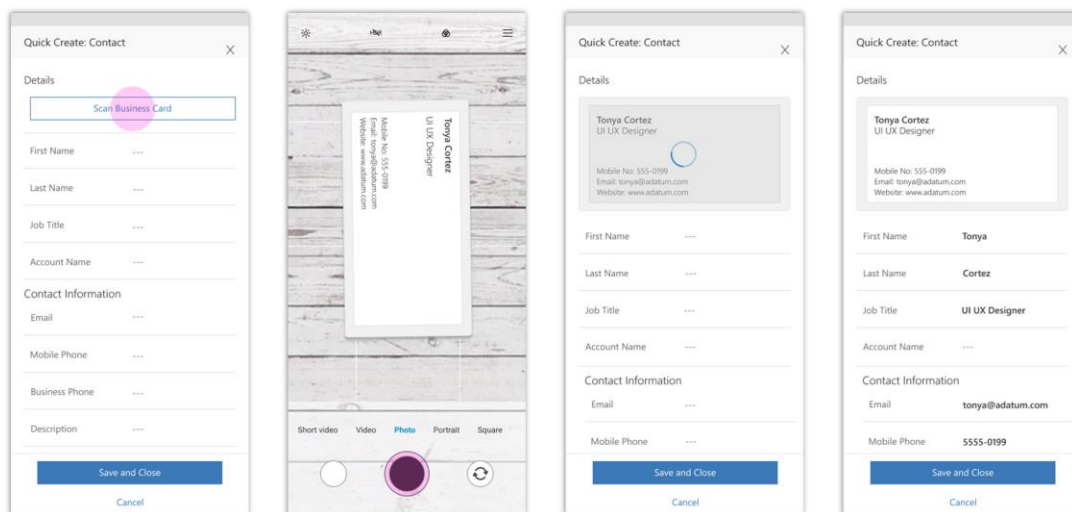 Quick Create: Contact
X
Details
Scan Business Card
First Name ---
Last Name ---
Job Title ---
Account Name ---
Contact Information
Email ---
Mobile Phone ---
Business Phone ---
Description ---
Save and Close
Cancel
Tonya Cortez
UI UX Designer
Mobile No: 555-0199
Email: tonya@adatum.com
Website: www.adatum.com
Short video Video Photo Portrait Square
Quick Create: Contact
X
Details
Tonya Cortez
UI UX Designer
Mobile No: 555-0199
Email: tonya@adatum.com
Website: www.adatum.com
First Name ---
Last Name ---
Job Title ---
Account Name ---
Contact Information
Email ---
Mobile Phone ---
Save and Close
Cancel
Quick Create: Contact
X
Details
Tonya Cortez
UI UX Designer
Mobile No: 555-0199
Email: tonya@adatum.com
Website: www.adatum.com
First Name Tonya
Last Name Cortez
Job Title UI UX Designer
Account Name ---
Contact Information
Email tonya@adatum.com
Mobile Phone 5555-0199
Save and Close
Cancel